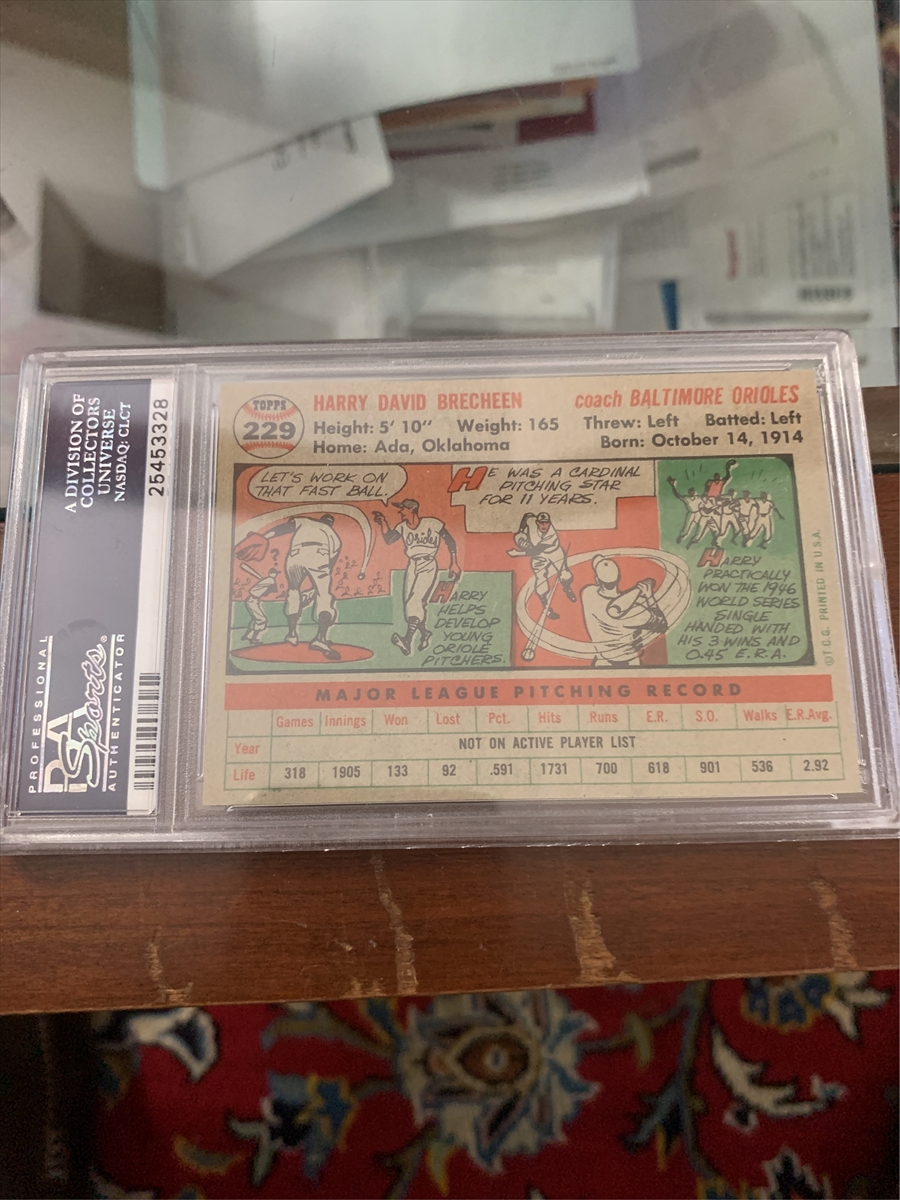 A DIVISION OF
COLLECTORS
UNIVERSE
NASDAQ: CLCT
25453328
PROFESSIONAL
PSA
Sports®
AUTHENTICATOR
TOPPS
229
HARRY DAVID BRECHEEN coach BALTIMORE ORIOLES
Height: 5' 10" Weight: 165 Threw: Left Batted: Left
Home: Ada, Oklahoma Born: October 14, 1914
LET'S WORK ON
THAT FAST BALL.
?
Orioles
HARRY
HELPS
DEVELOP
YOUNG
ORIOLE
PITCHERS.
HE WAS A CARDINAL
PITCHING STAR
FOR 11 YEARS.
HARRY
PRACTICALLY
WON THE 1946
WORLD SERIES
SINGLE
HANDED WITH
HIS 3 WINS AND
0.45 E.R.A.
©T.C.G. PRINTED IN U.S.A.
MAJOR LEAGUE PITCHING RECORD
Games Innings Won Lost Pct. Hits Runs E.R. S.O. Walks E.R.Avg.
Year NOT ON ACTIVE PLAYER LIST
Life 318 1905 133 92 .591 1731 700 618 901 536 2.92